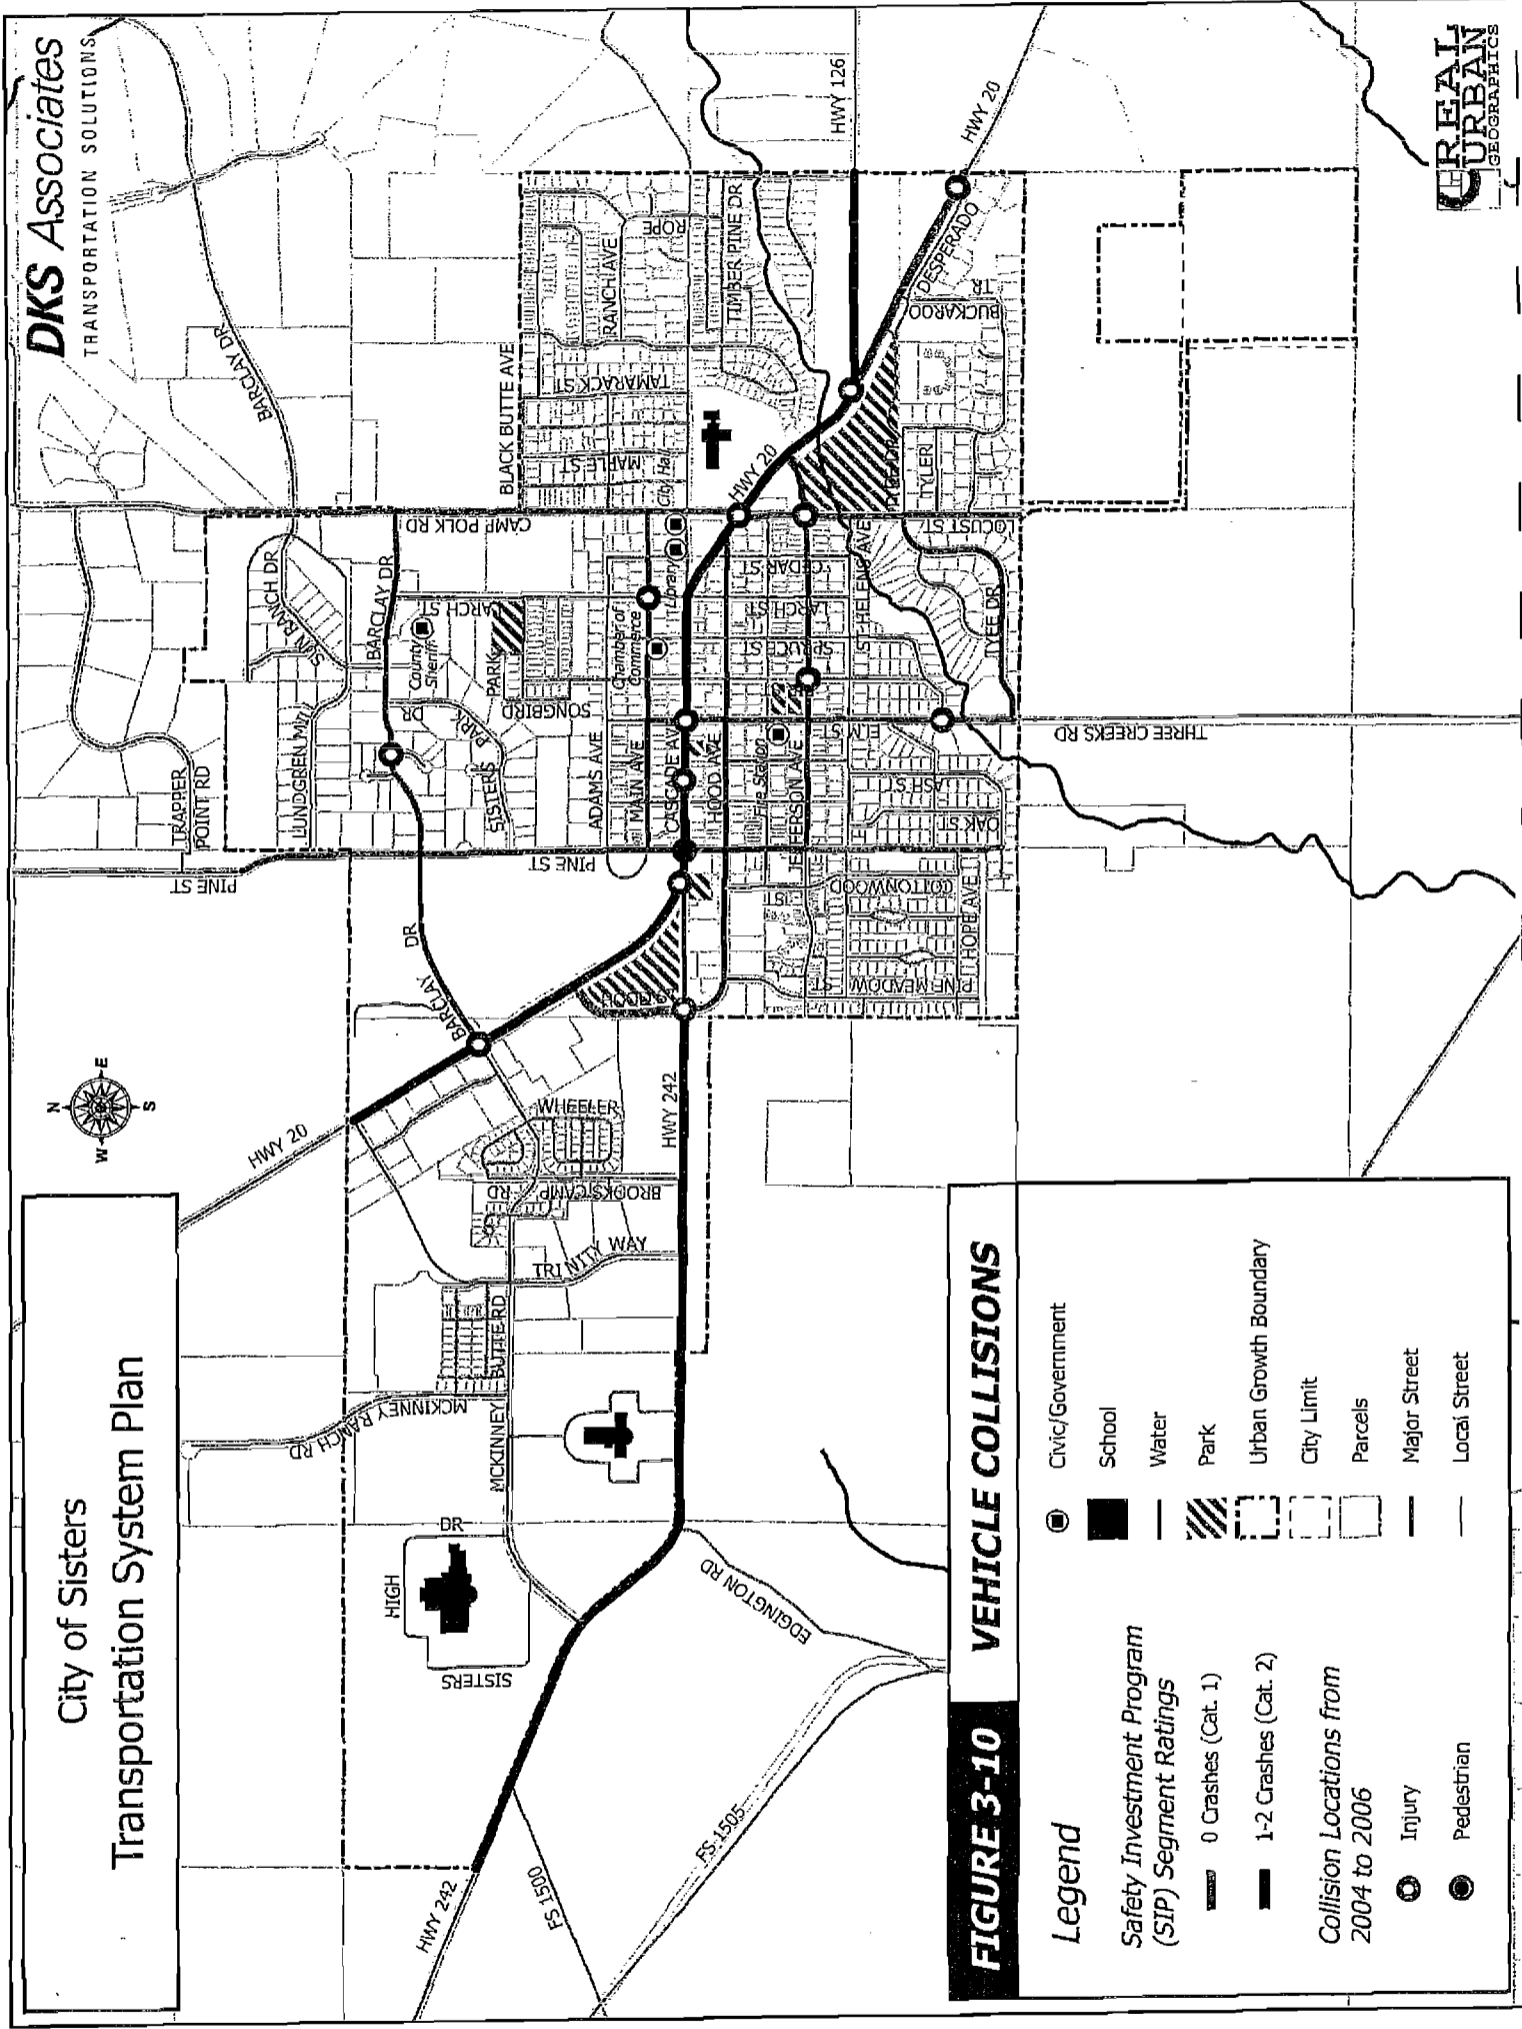 City of Sisters
Transportation System Plan
DKS Associates
TRANSPORTATION SOLUTIONS
N
W
E
S
HWY 20
BARCLAY DR
BARCLAY DR
BARCLAY
DR
TRAPPER
POINT RD
PINE ST
PINE ST
LUNDGREN MILL
SUN RANCH DR
CAMP POLK RD
County
Sheriff
LARCH ST
PARK
SISTERS
PARK
DR
SONGBIRD
ADAMS AVE
MAIN AVE
CASCADE AVE
HOOD AVE
Chamber of
Commerce
Library
City Hall
BLACK BUTTE AVE
MAPLE ST
TAMARACK ST
RANCH AVE
ROPE
TIMBER PINE DR
HWY 126
HWY 20
HWY 20
DESPERADO
TR
BUCKAROO
TYLER
LOCUST ST
CEDAR ST
LARCH ST
SPRUCE ST
ST HELENS AVE
TYEE DR
ELM ST
Fire Station
JEFFERSON AVE
ASH ST
OAK ST
THREE CREEKS RD
COTTONWOOD
HOPE AVE
PINE MEADOW ST
HWY 242
WHEELER
BROOKS CAMP RD
TRINITY WAY
BUTTE RD
MCKINNEY
MCKINNEY RANCH RD
HIGH
DR
SISTERS
EDGINGTON RD
HWY 242
FS 1500
FS 1505
FIGURE 3-10
VEHICLE COLLISIONS
Legend
Safety Investment Program
(SIP) Segment Ratings
0 Crashes (Cat. 1)
1-2 Crashes (Cat. 2)
Collision Locations from
2004 to 2006
Injury
Pedestrian
Civic/Government
School
Water
Park
Urban Growth Boundary
City Limit
Parcels
Major Street
Local Street
REAL
URBAN
GEOGRAPHICS